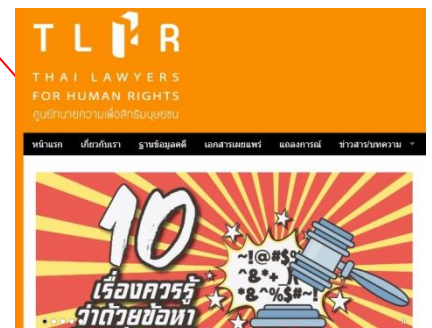 TLHR
THAI LAWYERS
FOR HUMAN RIGHTS
ศูนย์ทนายความเพื่อสิทธิมนุษยชน
หน้าแรก เกี่ยวกับเรา ฐานข้อมูลคดี เอกสารเผยแพร่ แถลงการณ์ ข่าวสาร/บทความ
10
~!@#$%
^&*+_
*&^%$#~!
เรื่องควรรู้
ว่าด้วยข้อหา